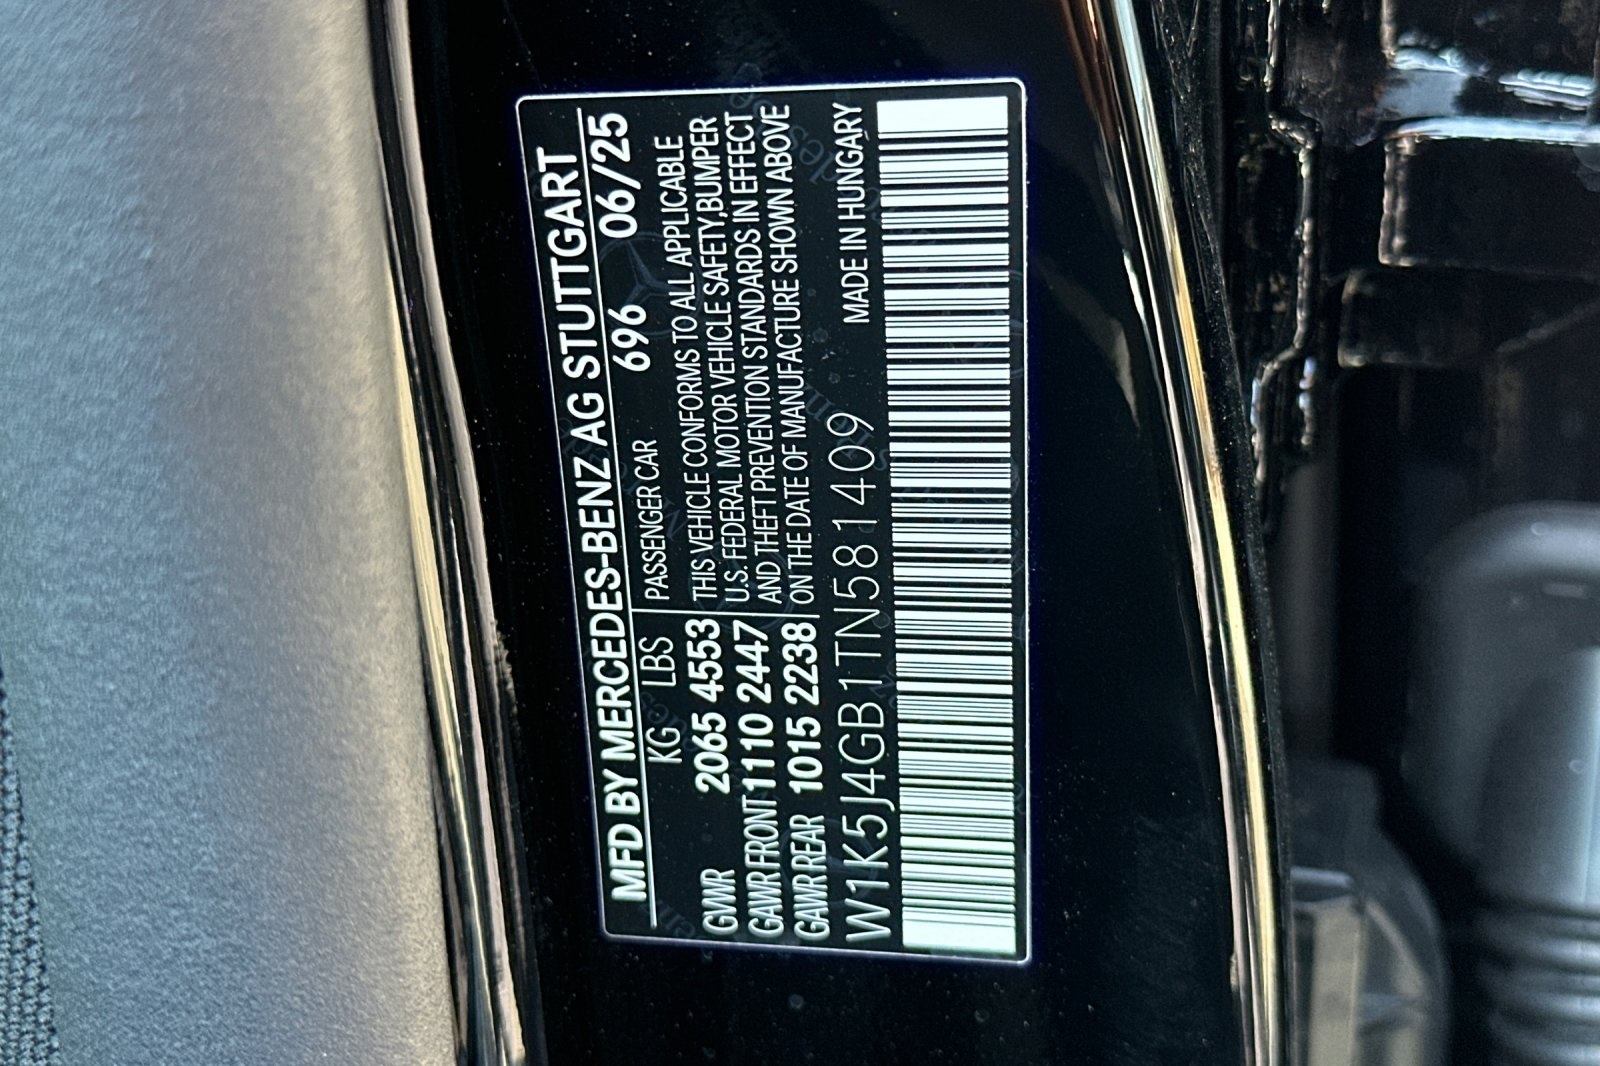 MFD BY MERCEDES-BENZ AG STUTTGART
KG LBS PASSENGER CAR 696 06/25
GVWR 2065 4553 THIS VEHICLE CONFORMS TO ALL APPLICABLE
GAWR FRONT 1110 2447 U.S. FEDERAL MOTOR VEHICLE SAFETY,BUMPER
GAWR REAR 1015 2238 AND THEFT PREVENTION STANDARDS IN EFFECT
ON THE DATE OF MANUFACTURE SHOWN ABOVE
W1K5J4GB1TN581409 MADE IN HUNGARY